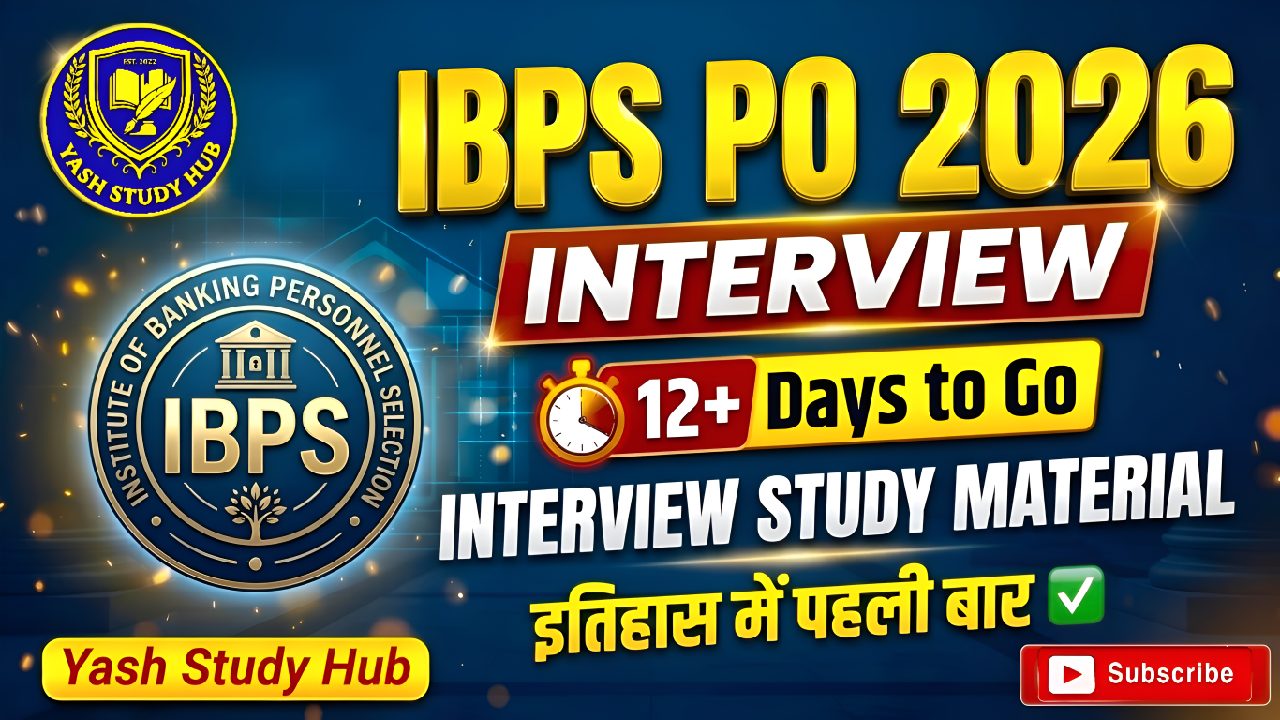 EST. 2022
YASH STUDY HUB
IBPS PO 2026
INTERVIEW
12+ Days to Go
INSTITUTE OF BANKING PERSONNEL SELECTION
IBPS
INTERVIEW STUDY MATERIAL
इतिहास में पहली बार
Yash Study Hub
Subscribe